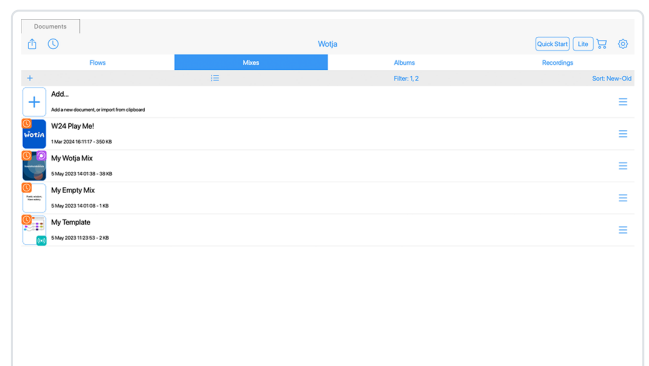 Documents
Wotja
Quick Start
Lite
Flows
Mixes
Albums
Recordings
Filter: 1, 2
Sort: New-Old
Add...
Add a new document, or import from clipboard
W24 Play Me!
1 Mar 2024 16:11:17 - 350 KB
wotja
My Wotja Mix
5 May 2023 14:01:38 - 38 KB
My Empty Mix
5 May 2023 14:01:08 - 1 KB
My Template
5 May 2023 11:23:53 - 2 KB